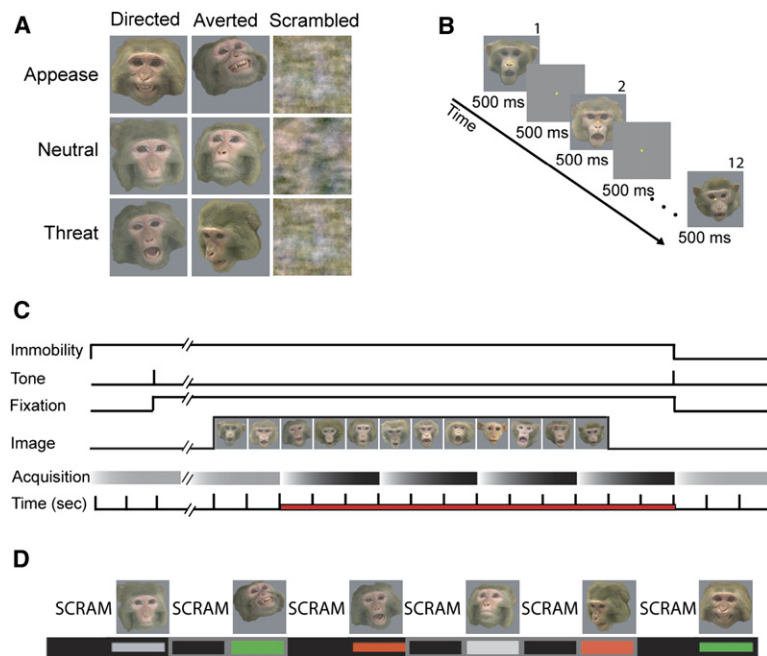 A
Directed Averted Scrambled
Appease
Neutral
Threat
B
1
500 ms
2
500 ms
500 ms
500 ms
12
500 ms
Time
C
Immobility
Tone
Fixation
Image
Acquisition
Time (sec)
D
SCRAM SCRAM SCRAM SCRAM SCRAM SCRAM